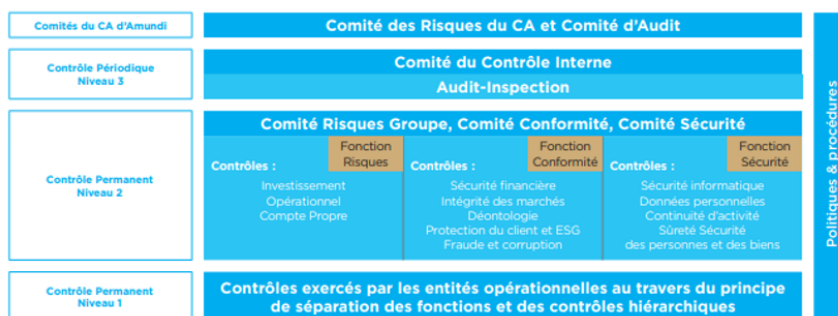 Comités du CA d'Amundi
Comité des Risques du CA et Comité d'Audit
Contrôle Périodique
Niveau 3
Comité du Contrôle Interne
Audit-Inspection
Contrôle Permanent
Niveau 2
Comité Risques Groupe, Comité Conformité, Comité Sécurité
Fonction
Risques
Contrôles :
Investissement
Opérationnel
Compte Propre
Fonction
Conformité
Contrôles :
Sécurité financière
Intégrité des marchés
Déontologie
Protection du client et ESG
Fraude et corruption
Fonction
Sécurité
Contrôles :
Sécurité informatique
Données personnelles
Continuité d'activité
Sûreté Sécurité
des personnes et des biens
Contrôle Permanent
Niveau 1
Contrôles exercés par les entités opérationnelles au travers du principe
de séparation des fonctions et des contrôles hiérarchiques
Politiques & procédures